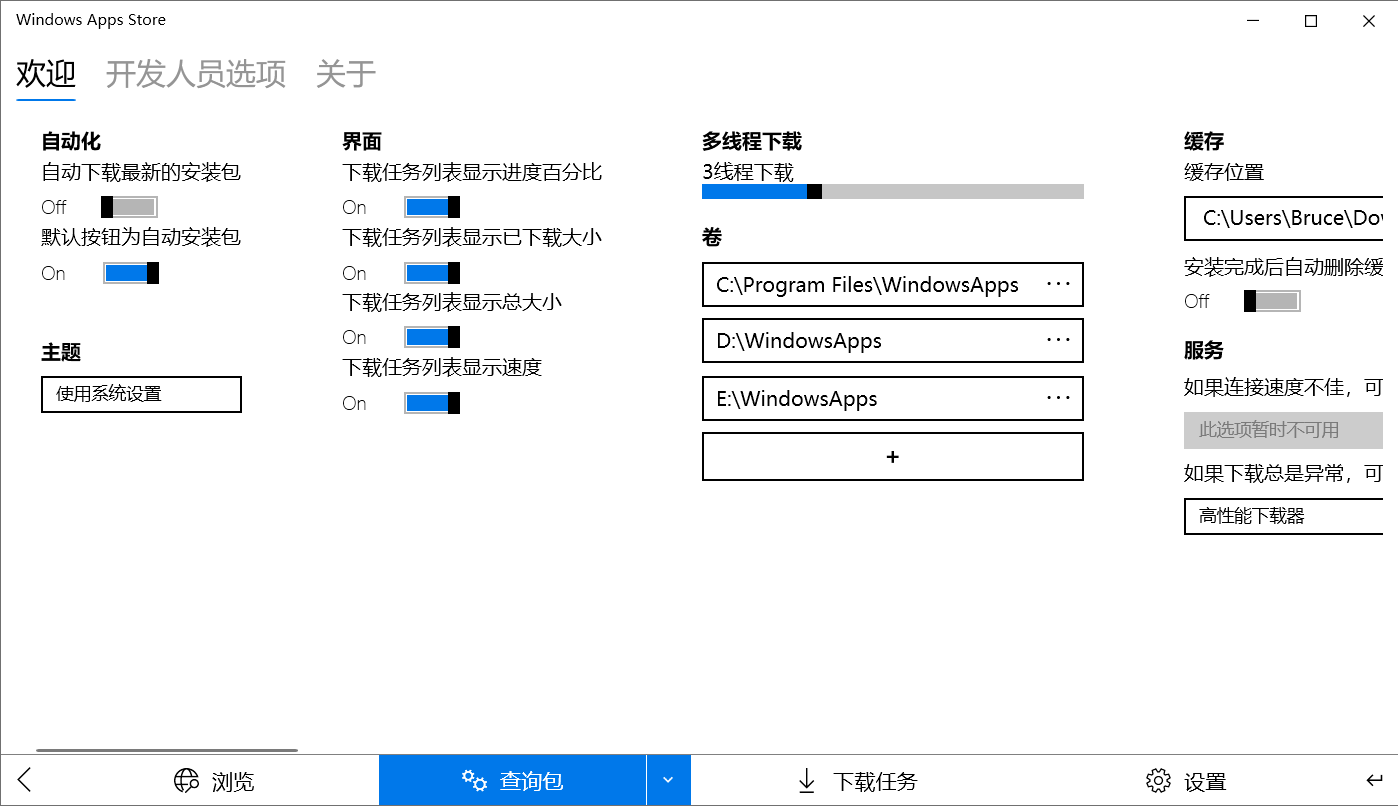 Windows Apps Store
欢迎 开发人员选项 关于
自动化
自动下载最新的安装包
Off
默认按钮为自动安装包
On
主题
使用系统设置
界面
下载任务列表显示进度百分比
On
下载任务列表显示已下载大小
On
下载任务列表显示总大小
On
下载任务列表显示速度
On
多线程下载
3线程下载
卷
C:\Program Files\WindowsApps ···
D:\WindowsApps ···
E:\WindowsApps ···
+
缓存
缓存位置
C:\Users\Bruce\Dov
安装完成后自动删除缓
Off
服务
如果连接速度不佳，可
此选项暂时不可用
如果下载总是异常，可
高性能下载器
浏览 查询包 下载任务 设置